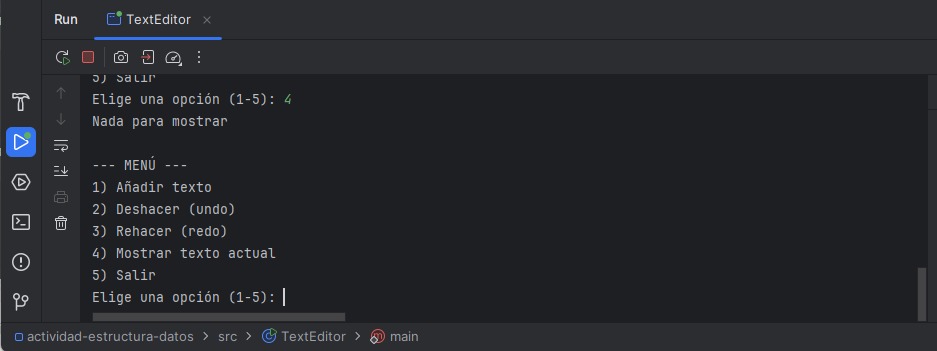 Run TextEditor
5) Salir
Elige una opción (1-5): 4
Nada para mostrar
--- MENÚ ---
1) Añadir texto
2) Deshacer (undo)
3) Rehacer (redo)
4) Mostrar texto actual
5) Salir
Elige una opción (1-5):
actividad-estructura-datos > src > TextEditor > main